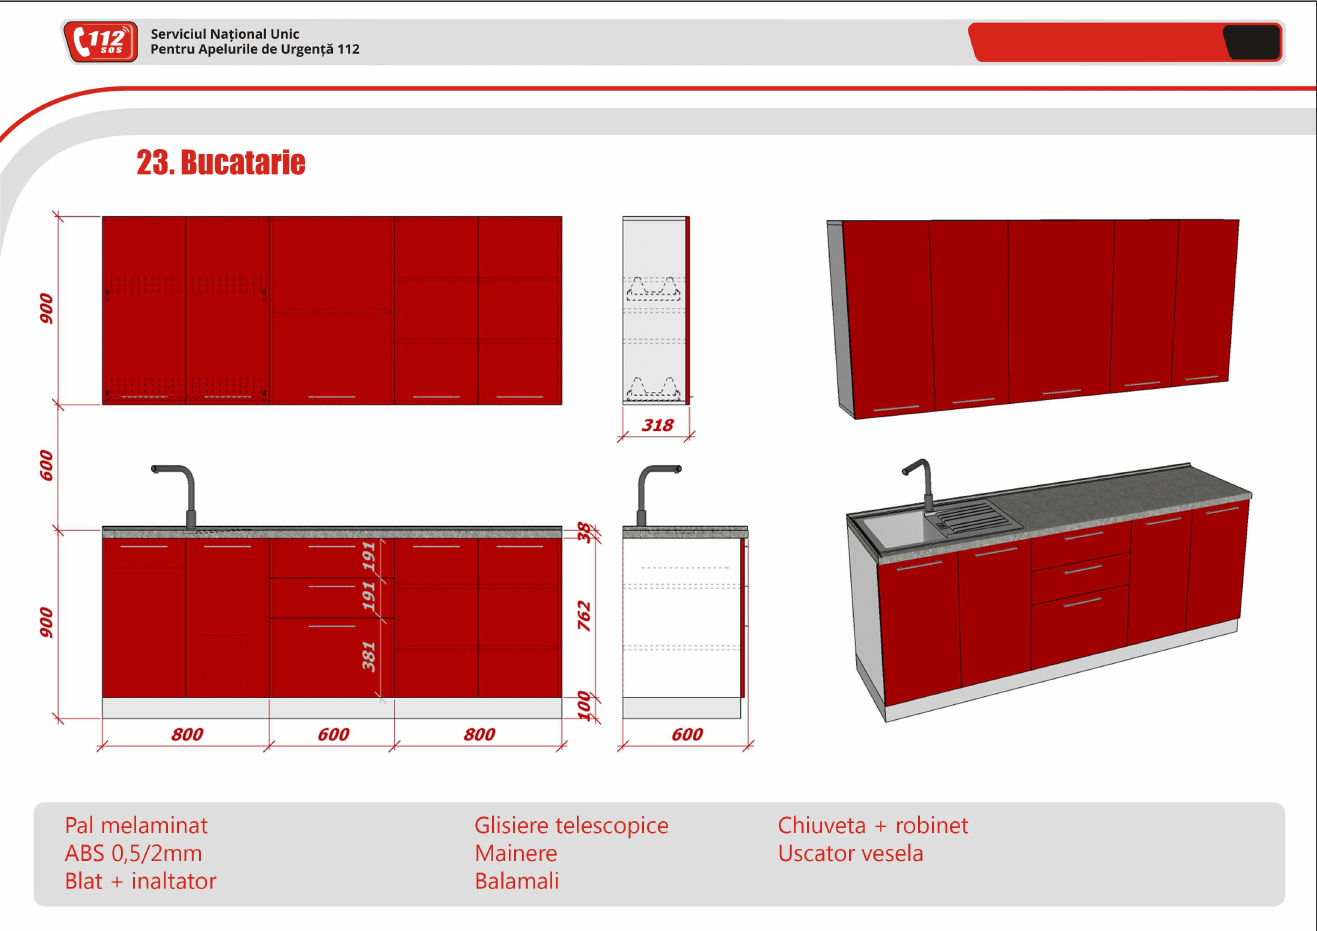 112
SOS
Serviciul Național Unic
Pentru Apelurile de Urgență 112
23. Bucatarie
900
600
900
318
38
191
191
381
762
100
800
600
800
600
Pal melaminat
ABS 0,5/2mm
Blat + inaltator
Glisiere telescopice
Mainere
Balamali
Chiuveta + robinet
Uscator vesela